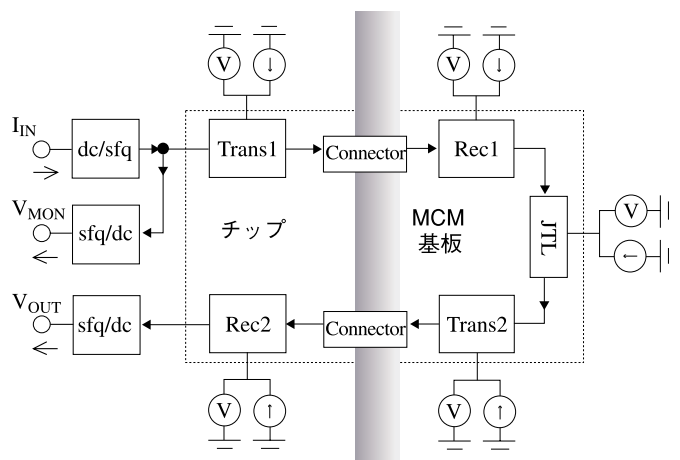 V
↓
V
↓
I_IN
dc/sfq
Trans1
Connector
Rec1
V_MON
sfq/dc
チップ
MCM
基板
JTL
V
←
V_OUT
sfq/dc
Rec2
Connector
Trans2
V
↑
V
↑